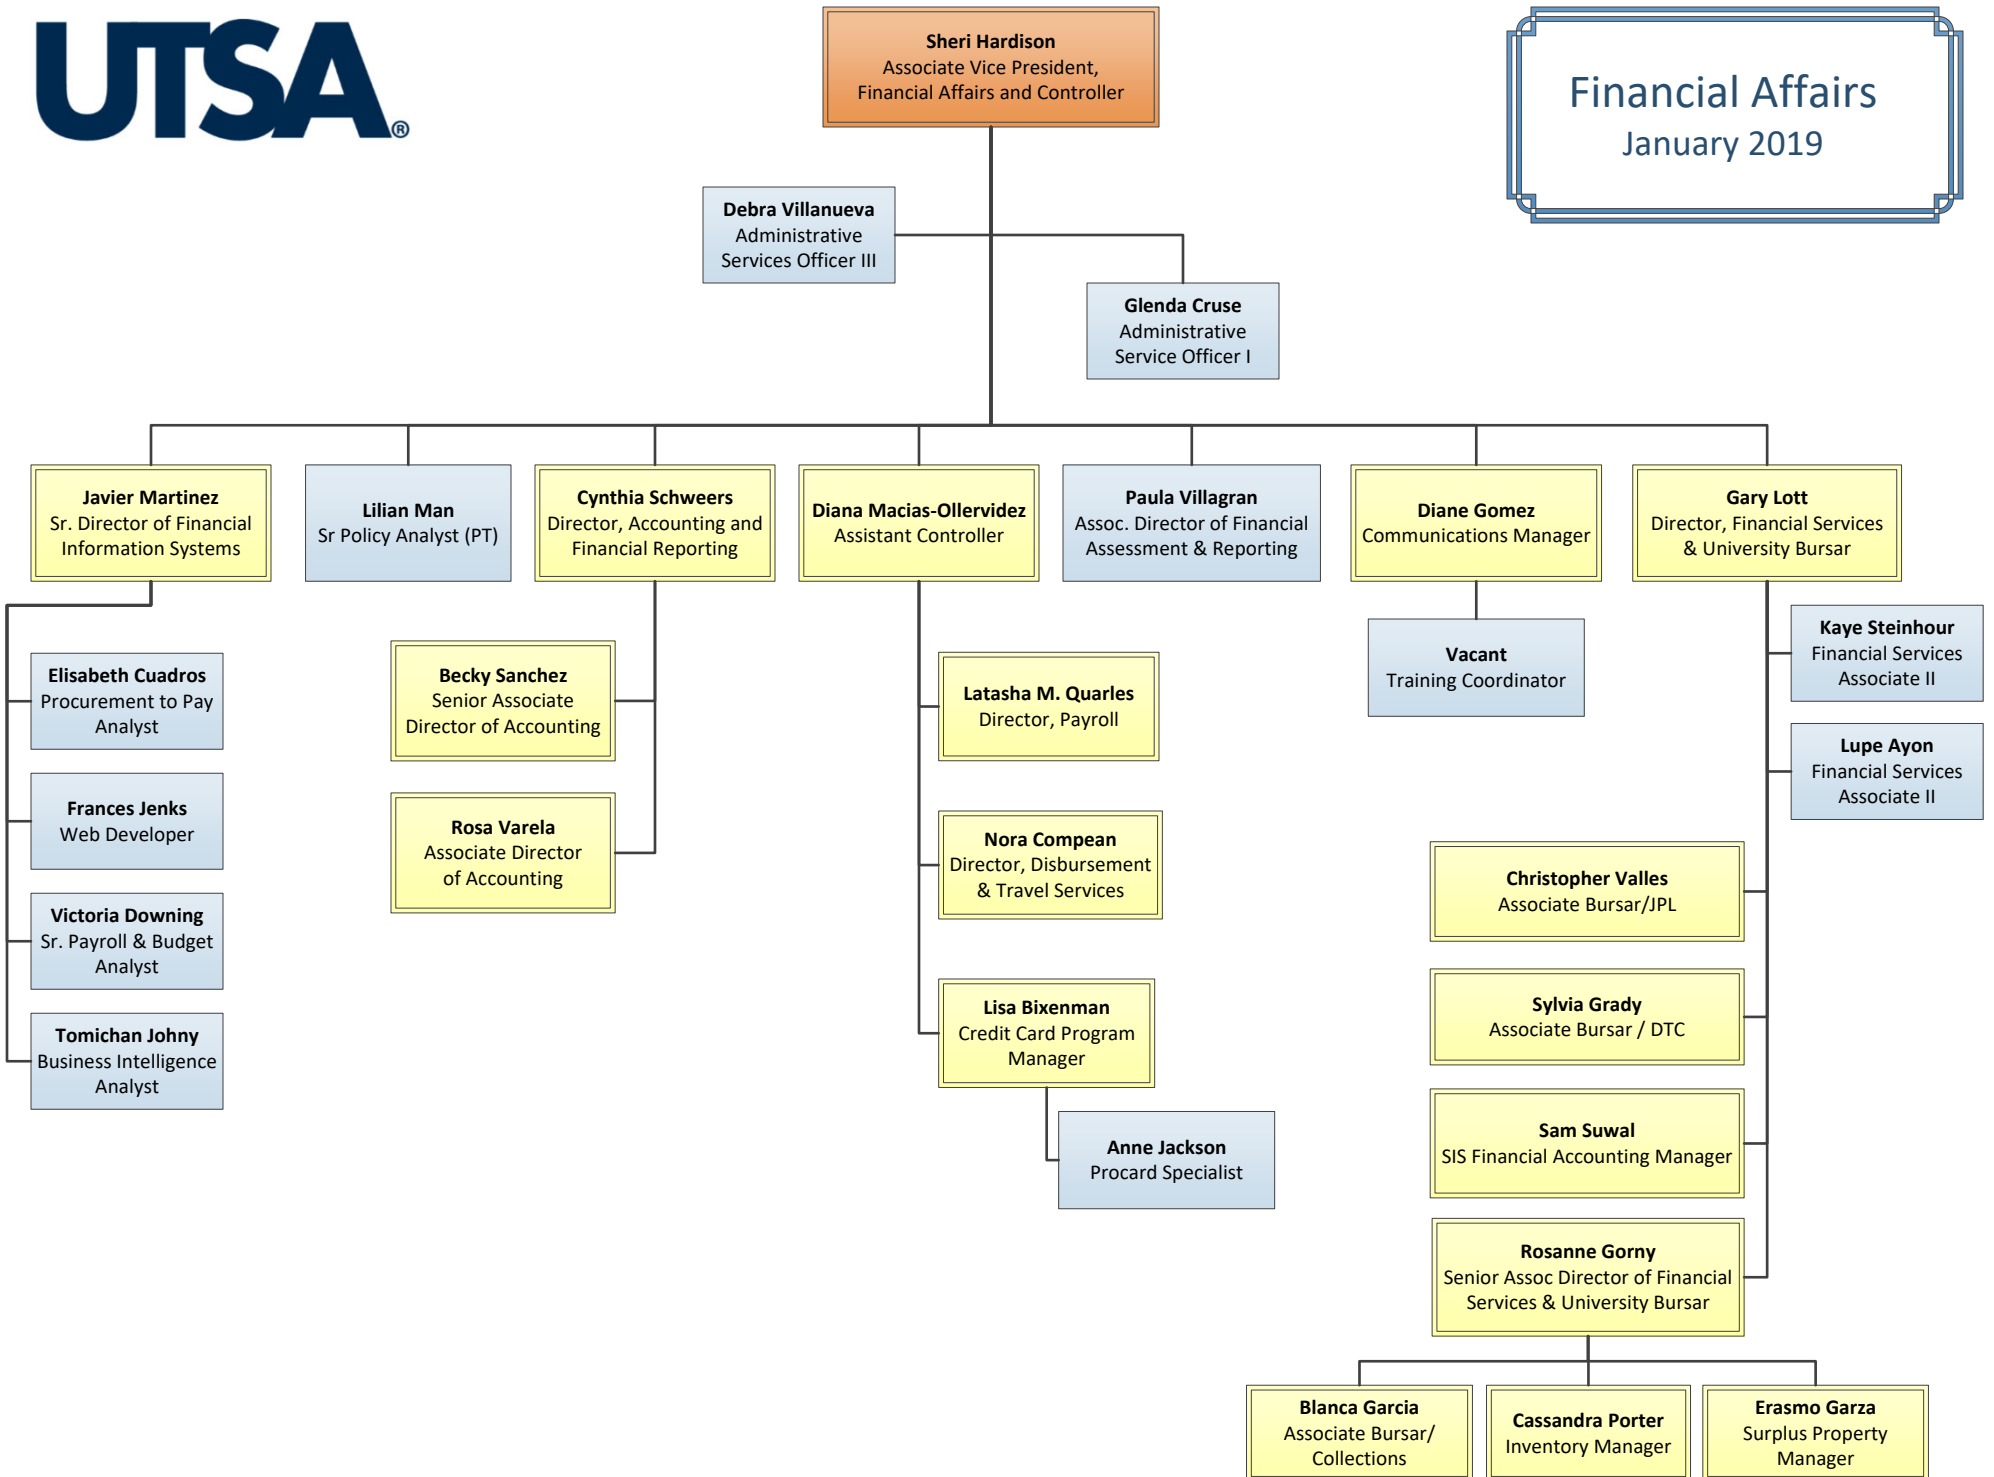 UTSA®
Sheri Hardison
Associate Vice President,
Financial Affairs and Controller
Financial Affairs
January 2019
Debra Villanueva
Administrative
Services Officer III
Glenda Cruse
Administrative
Service Officer I
Javier Martinez
Sr. Director of Financial
Information Systems
Lilian Man
Sr Policy Analyst (PT)
Cynthia Schweers
Director, Accounting and
Financial Reporting
Diana Macias-Ollervidez
Assistant Controller
Paula Villagran
Assoc. Director of Financial
Assessment & Reporting
Diane Gomez
Communications Manager
Gary Lott
Director, Financial Services
& University Bursar
Elisabeth Cuadros
Procurement to Pay
Analyst
Frances Jenks
Web Developer
Victoria Downing
Sr. Payroll & Budget
Analyst
Tomichan Johny
Business Intelligence
Analyst
Becky Sanchez
Senior Associate
Director of Accounting
Rosa Varela
Associate Director
of Accounting
Latasha M. Quarles
Director, Payroll
Nora Compean
Director, Disbursement
& Travel Services
Lisa Bixenman
Credit Card Program
Manager
Anne Jackson
Procard Specialist
Vacant
Training Coordinator
Kaye Steinhour
Financial Services
Associate II
Lupe Ayon
Financial Services
Associate II
Christopher Valles
Associate Bursar/JPL
Sylvia Grady
Associate Bursar / DTC
Sam Suwal
SIS Financial Accounting Manager
Rosanne Gorny
Senior Assoc Director of Financial
Services & University Bursar
Blanca Garcia
Associate Bursar/
Collections
Cassandra Porter
Inventory Manager
Erasmo Garza
Surplus Property
Manager